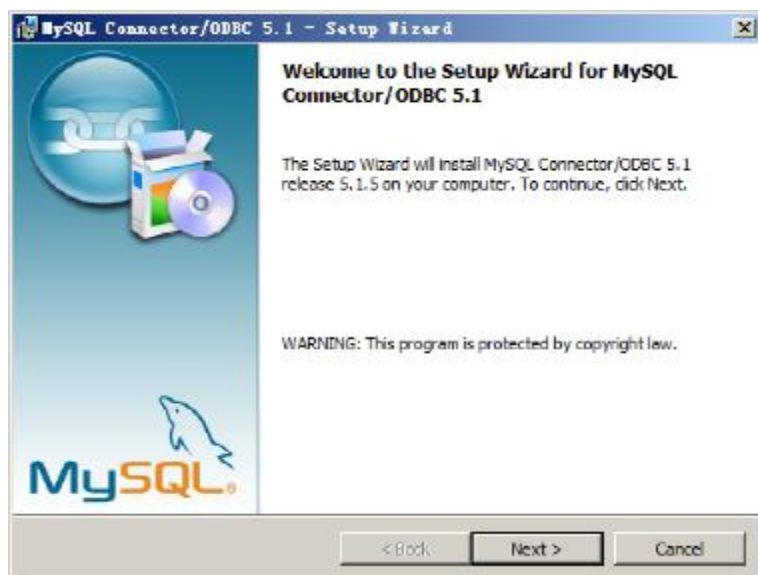 MySQL Connector/ODBC 5.1 - Setup Wizard
Welcome to the Setup Wizard for MySQL
Connector/ODBC 5.1
The Setup Wizard will install MySQL Connector/ODBC 5.1
release 5.1.5 on your computer. To continue, click Next.
WARNING: This program is protected by copyright law.
MySQL®
< Back
Next >
Cancel